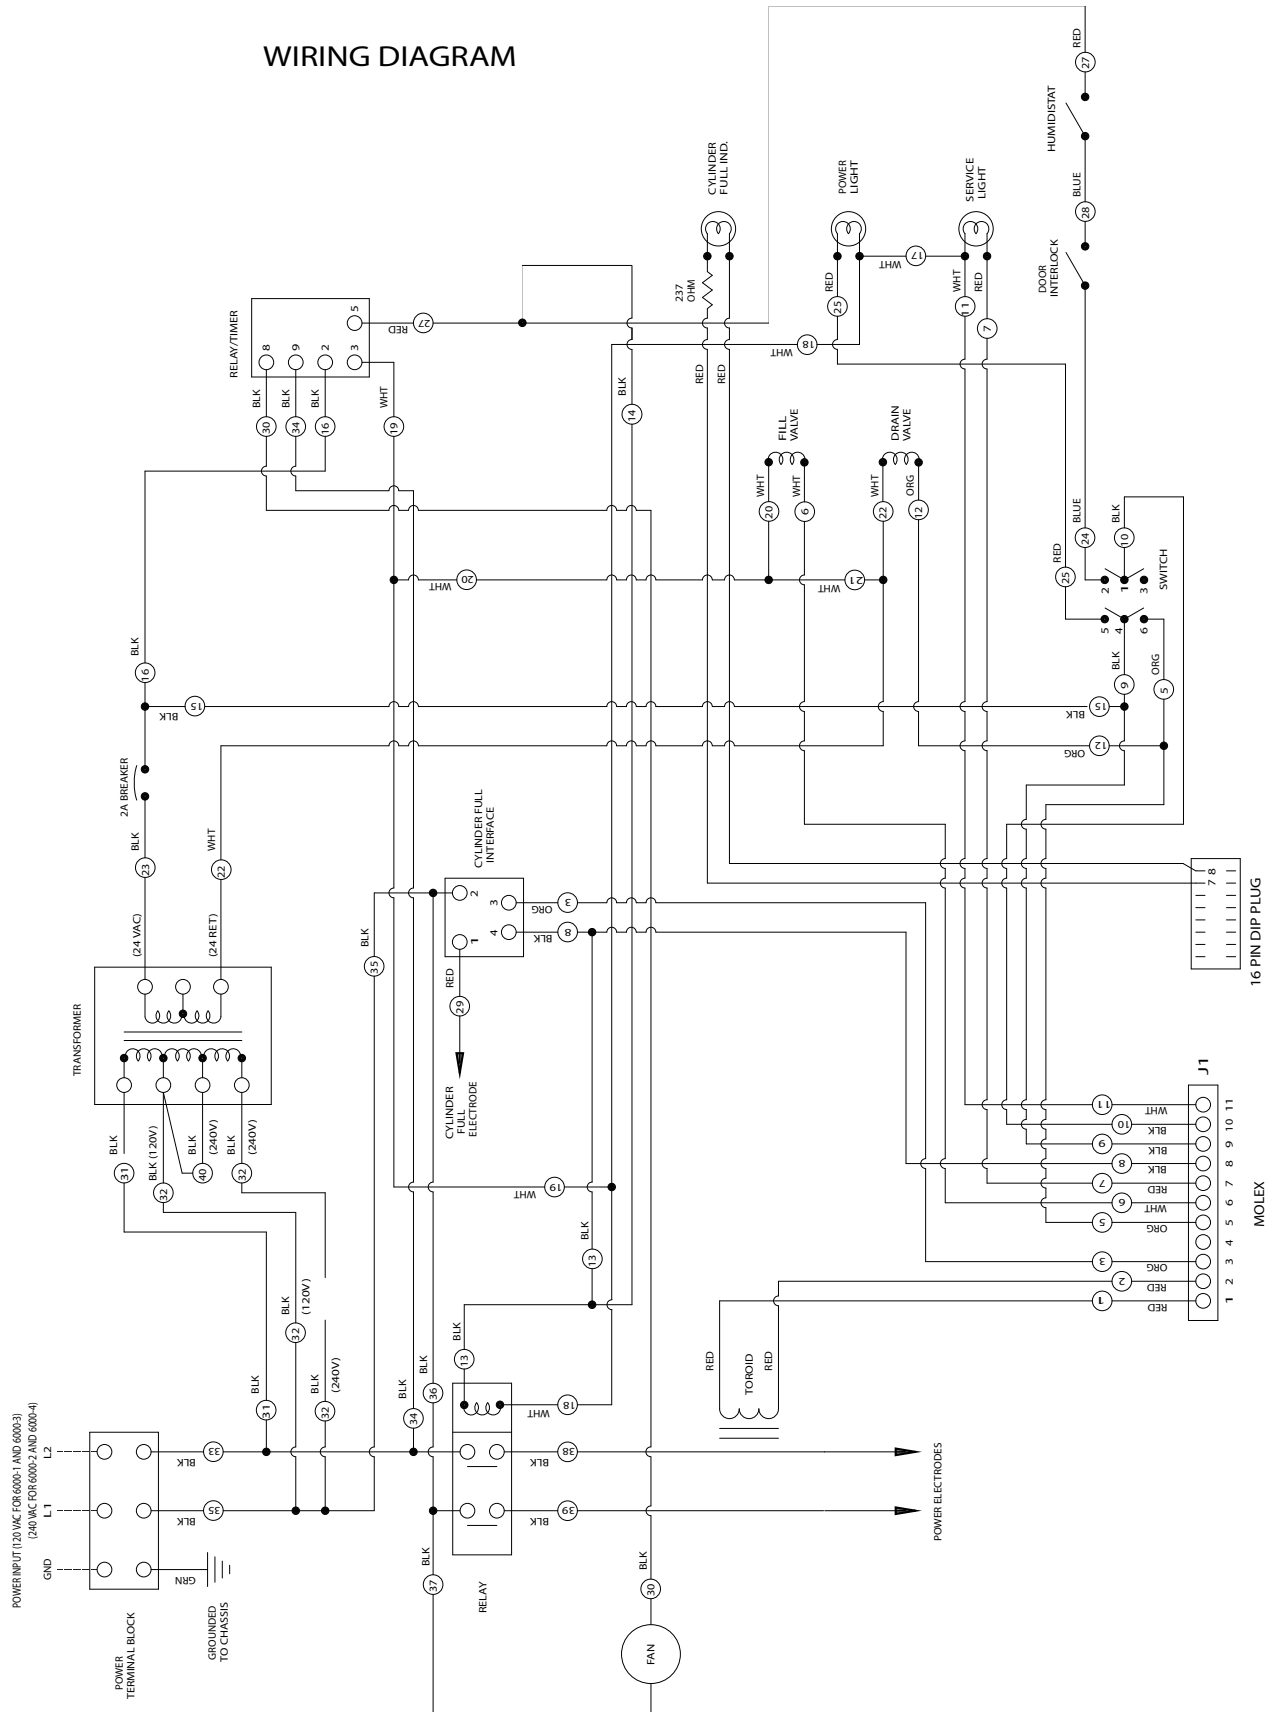 WIRING DIAGRAM
RED
27
HUMIDISTAT
BLUE
28
DOOR
INTERLOCK
CYLINDER
FULL IND.
POWER
LIGHT
SERVICE
LIGHT
237
OHM
RED
25
WHT
17
WHT
11
RED
7
RELAY/TIMER
8
9
2
3
5
RED
27
BLK
30
BLK
34
BLK
16
WHT
19
WHT
18
RED
RED
BLK
14
FILL
VALVE
DRAIN
VALVE
WHT
20
WHT
6
WHT
22
ORG
12
WHT
20
WHT
21
RED
25
BLUE
24
BLK
10
2
1
3
SWITCH
5
4
6
BLK
9
ORG
5
BLK
16
BLK
15
BLK
15
ORG
12
2A BREAKER
BLK
23
WHT
22
(24 VAC)
(24 RET)
TRANSFORMER
CYLINDER FULL
INTERFACE
2
3
1
4
ORG
3
BLK
8
BLK
35
RED
29
CYLINDER
FULL
ELECTRODE
7
8
16 PIN DIP PLUG
BLK
31
BLK (120V)
32
BLK
(240V)
40
BLK
(240V)
32
WHT
19
BLK
13
BLK
(120V)
32
BLK
(240V)
32
BLK
31
BLK
34
BLK
36
BLK
13
WHT
18
J1
11
WHT
11
10
BLK
10
9
BLK
9
8
BLK
8
7
RED
7
6
WHT
6
5
ORG
5
4
3
ORG
3
2
RED
2
1
RED
1
MOLEX
RED
TOROID
RED
POWER INPUT (120 VAC FOR 6000-1 AND 6000-3)
(240 VAC FOR 6000-2 AND 6000-4)
L2
L1
GND
BLK
33
BLK
35
GRN
POWER
TERMINAL BLOCK
GROUNDED
TO CHASSIS
BLK
38
BLK
39
POWER ELECTRODES
BLK
37
RELAY
BLK
30
FAN